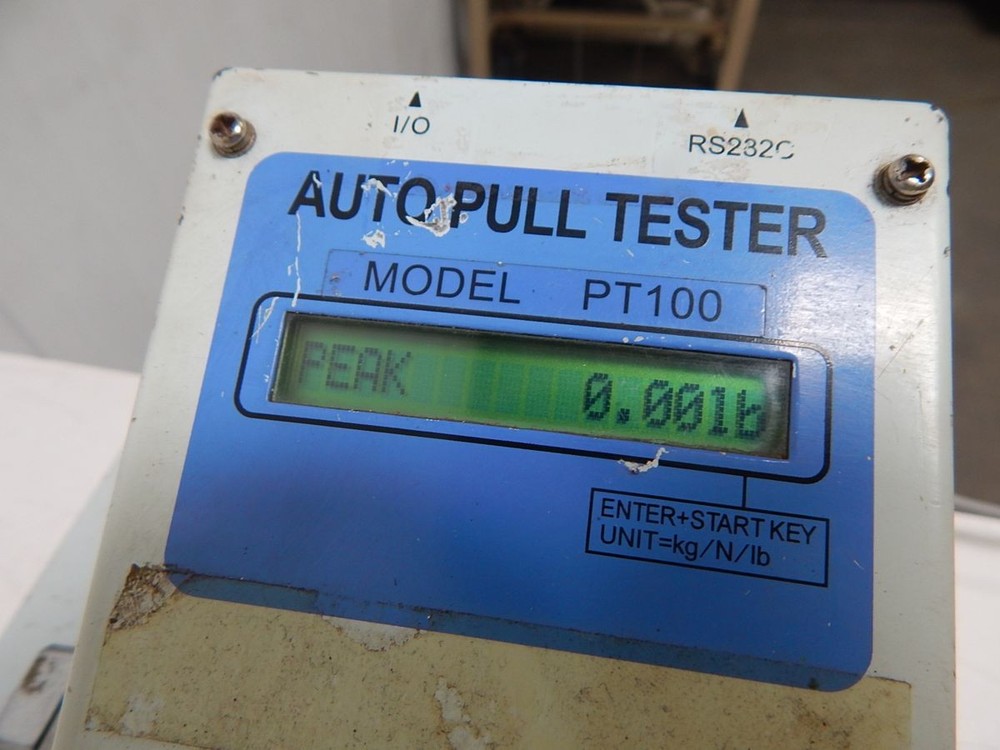 I/O
RS232C
AUTO PULL TESTER
MODEL PT100
PEAK 0.00lb
ENTER+START KEY
UNIT=kg/N/lb